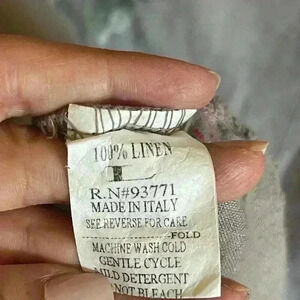 100% LINEN
L
R.N#93771
MADE IN ITALY
SEE REVERSE FOR CARE
FOLD
MACHINE WASH COLD
GENTLE CYCLE
MILD DETERGENT
NOT BLEACH